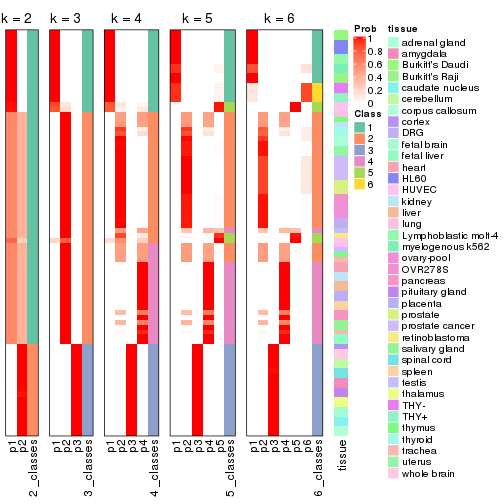 k = 2
k = 3
k = 4
k = 5
k = 6
Prob
1
0.8
0.6
0.4
0.2
0
Class
1
2
3
4
5
6
tissue
adrenal gland
amygdala
Burkitt's Daudi
Burkitt's Raji
caudate nucleus
cerebellum
corpus callosum
cortex
DRG
fetal brain
fetal liver
heart
HL60
HUVEC
kidney
liver
lung
Lymphoblastic molt-4
myelogenous k562
ovary-pool
OVR278S
pancreas
pituitary gland
placenta
prostate
prostate cancer
retinoblastoma
salivary gland
spinal cord
spleen
testis
thalamus
THY-
THY+
thymus
thyroid
trachea
uterus
whole brain
p1
p2
2_classes
p1
p2
p3
3_classes
p1
p2
p3
p4
4_classes
p1
p2
p3
p4
p5
5_classes
p1
p2
p3
p4
p5
p6
6_classes
tissue